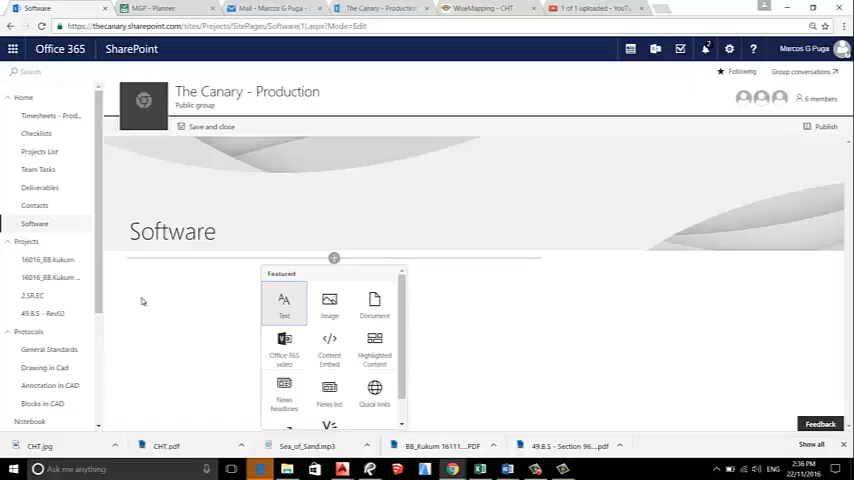 Software
MGP - Planner
Mail - Marcos G Puga -
The Canary - Production
WiseMapping - CHT
1 of 1 uploaded - YouTu
https://thecanary.sharepoint.com/sites/Projects/SitePages/Software(1).aspx?Mode=Edit
Office 365
SharePoint
2
?
Marcos G Puga
Search
Following
Group conversations
Home
Timesheets - Prod...
Checklists
Projects List
Team Tasks
Deliverables
Contacts
Software
Projects
16016_BB.Kukum
16016_BB.Kukum ...
2.SR.EC
49.B.S - Rev02
Protocols
General Standards
Drawing in Cad
Annotation in CAD
Blocks in CAD
Notebook
The Canary - Production
Public group
6 members
Save and close
Publish
Software
Featured
Text
Image
Document
Office 365
video
Content
Embed
Highlighted
Content
News
headlines
News list
Quick links
Feedback
CHT.jpg
CHT.pdf
Sea_of_Sand.mp3
BB_Kukum 16111....PDF
49.B.S - Section 96....pdf
Show all
Ask me anything
ENG
2:36 PM
22/11/2016